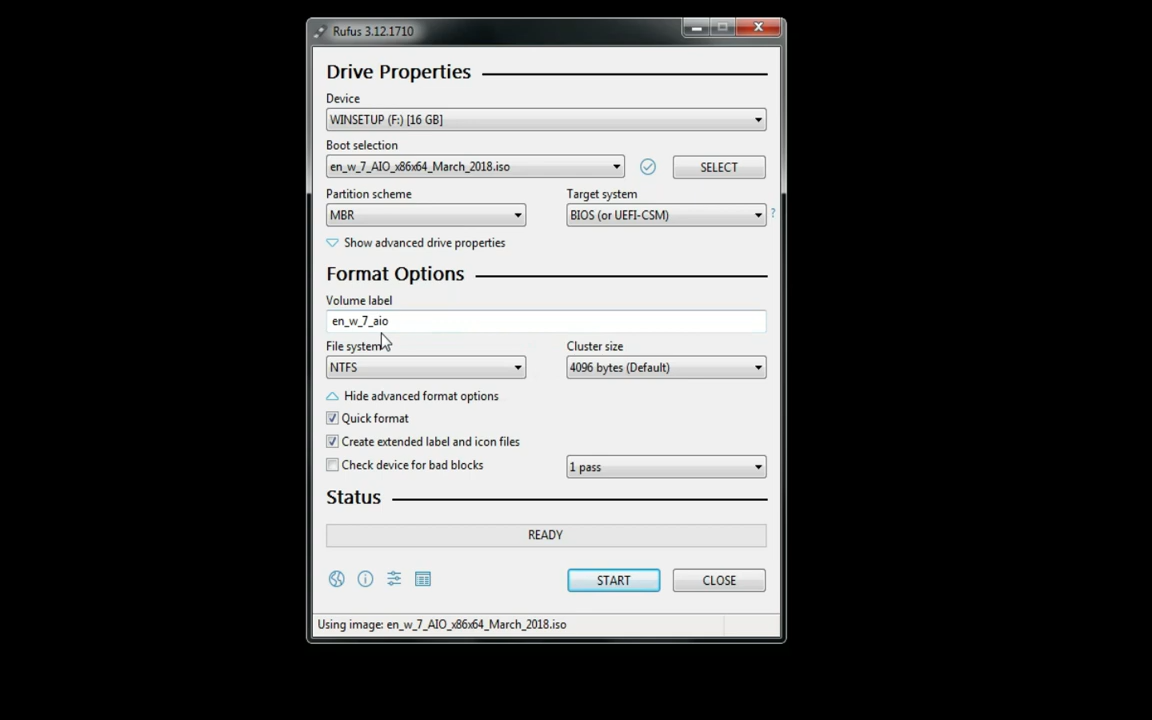 Rufus 3.12.1710
Drive Properties
Device
WINSETUP (F:) [16 GB]
Boot selection
en_w_7_AIO_x86x64_March_2018.iso
SELECT
Partition scheme
Target system
MBR
BIOS (or UEFI-CSM)
?
Show advanced drive properties
Format Options
Volume label
en_w_7_aio
File system
Cluster size
NTFS
4096 bytes (Default)
Hide advanced format options
Quick format
Create extended label and icon files
Check device for bad blocks
1 pass
Status
READY
START
CLOSE
Using image: en_w_7_AIO_x86x64_March_2018.iso